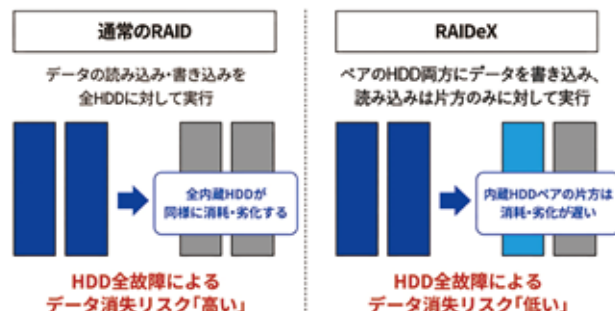 通常のRAID
データの読み込み・書き込みを
全HDDに対して実行
全内蔵HDDが
同様に消耗・劣化する
HDD全故障による
データ消失リスク「高い」
RAIDeX
ペアのHDD両方にデータを書き込み、
読み込みは片方のみに対して実行
内蔵HDDペアの片方は
消耗・劣化が遅い
HDD全故障による
データ消失リスク「低い」